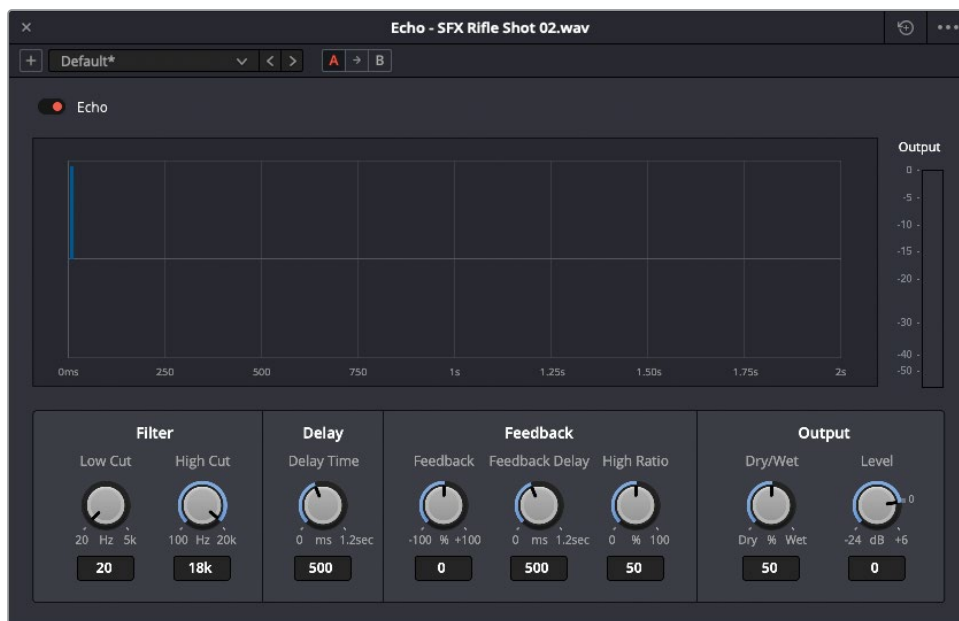 Echo - SFX Rifle Shot 02.wav
Default*
A
B
Echo
Output
0
-5
-10
-15
-20
-30
-40
-50
0ms 250 500 750 1s 1.25s 1.50s 1.75s 2s
Filter Delay Feedback Output
Low Cut High Cut Delay Time Feedback Feedback Delay High Ratio Dry/Wet Level
0
20 Hz 5k 100 Hz 20k 0 ms 1.2sec -100 % +100 0 ms 1.2sec 0 % 100 Dry % Wet -24 dB +6
20 18k 500 0 500 50 50 0